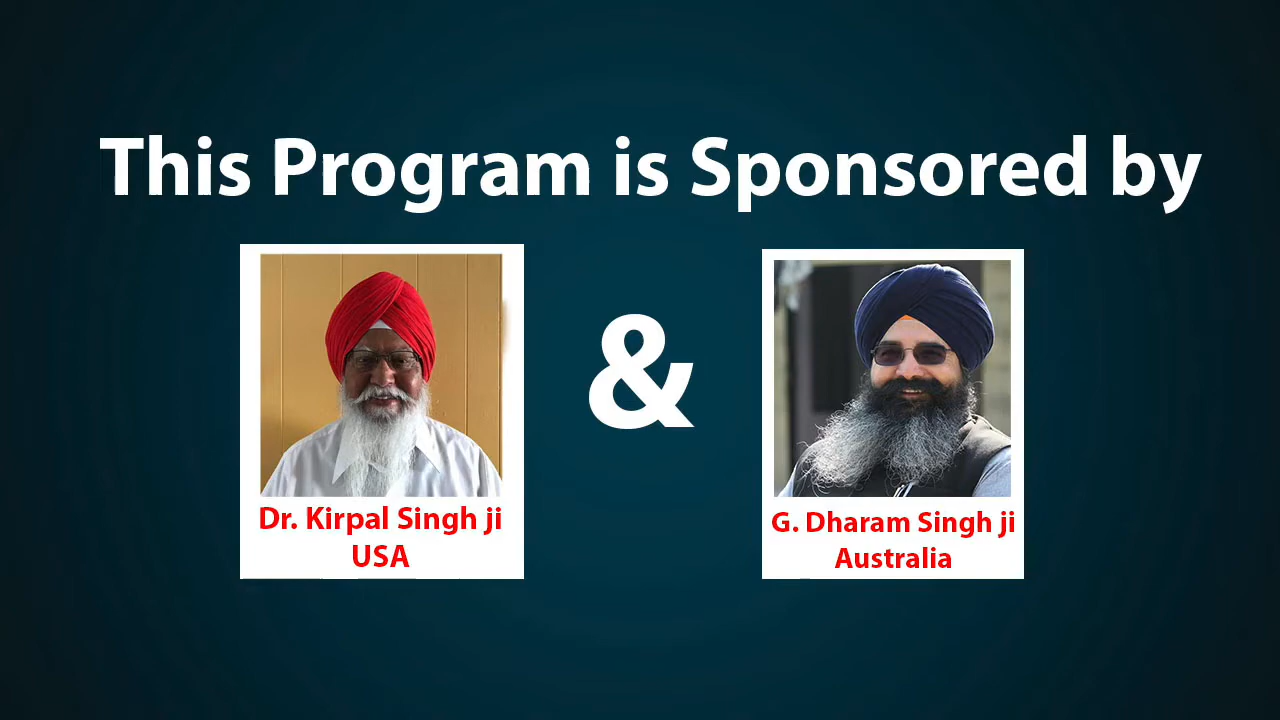 This Program is Sponsored by
&
Dr. Kirpal Singh ji
USA
G. Dharam Singh ji
Australia